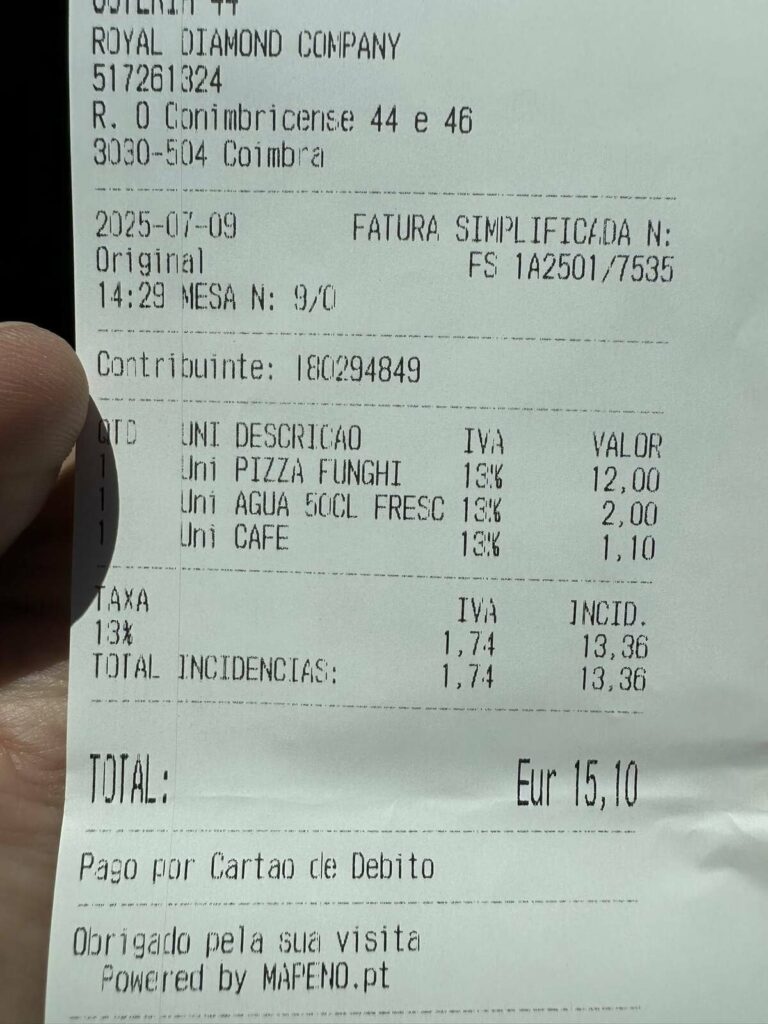 44
ROYAL DIAMOND COMPANY
517261324
R. O Conimbricense 44 e 46
3030-504 Coimbra
2025-07-09 FATURA SIMPLIFICADA N:
Original FS 1A2501/7535
14:29 MESA N: 9/0
Contribuinte: 180294849
QTD UNI DESCRICAO IVA VALOR
1 Uni PIZZA FUNGHI 13% 12,00
1 Uni AGUA 50CL FRESC 13% 2,00
1 Uni CAFE 13% 1,10
TAXA IVA INCID.
13% 1,74 13,36
TOTAL INCIDENCIAS: 1,74 13,36
TOTAL: Eur 15,10
Pago por Cartao de Debito
Obrigado pela sua visita
Powered by MAPENO.pt